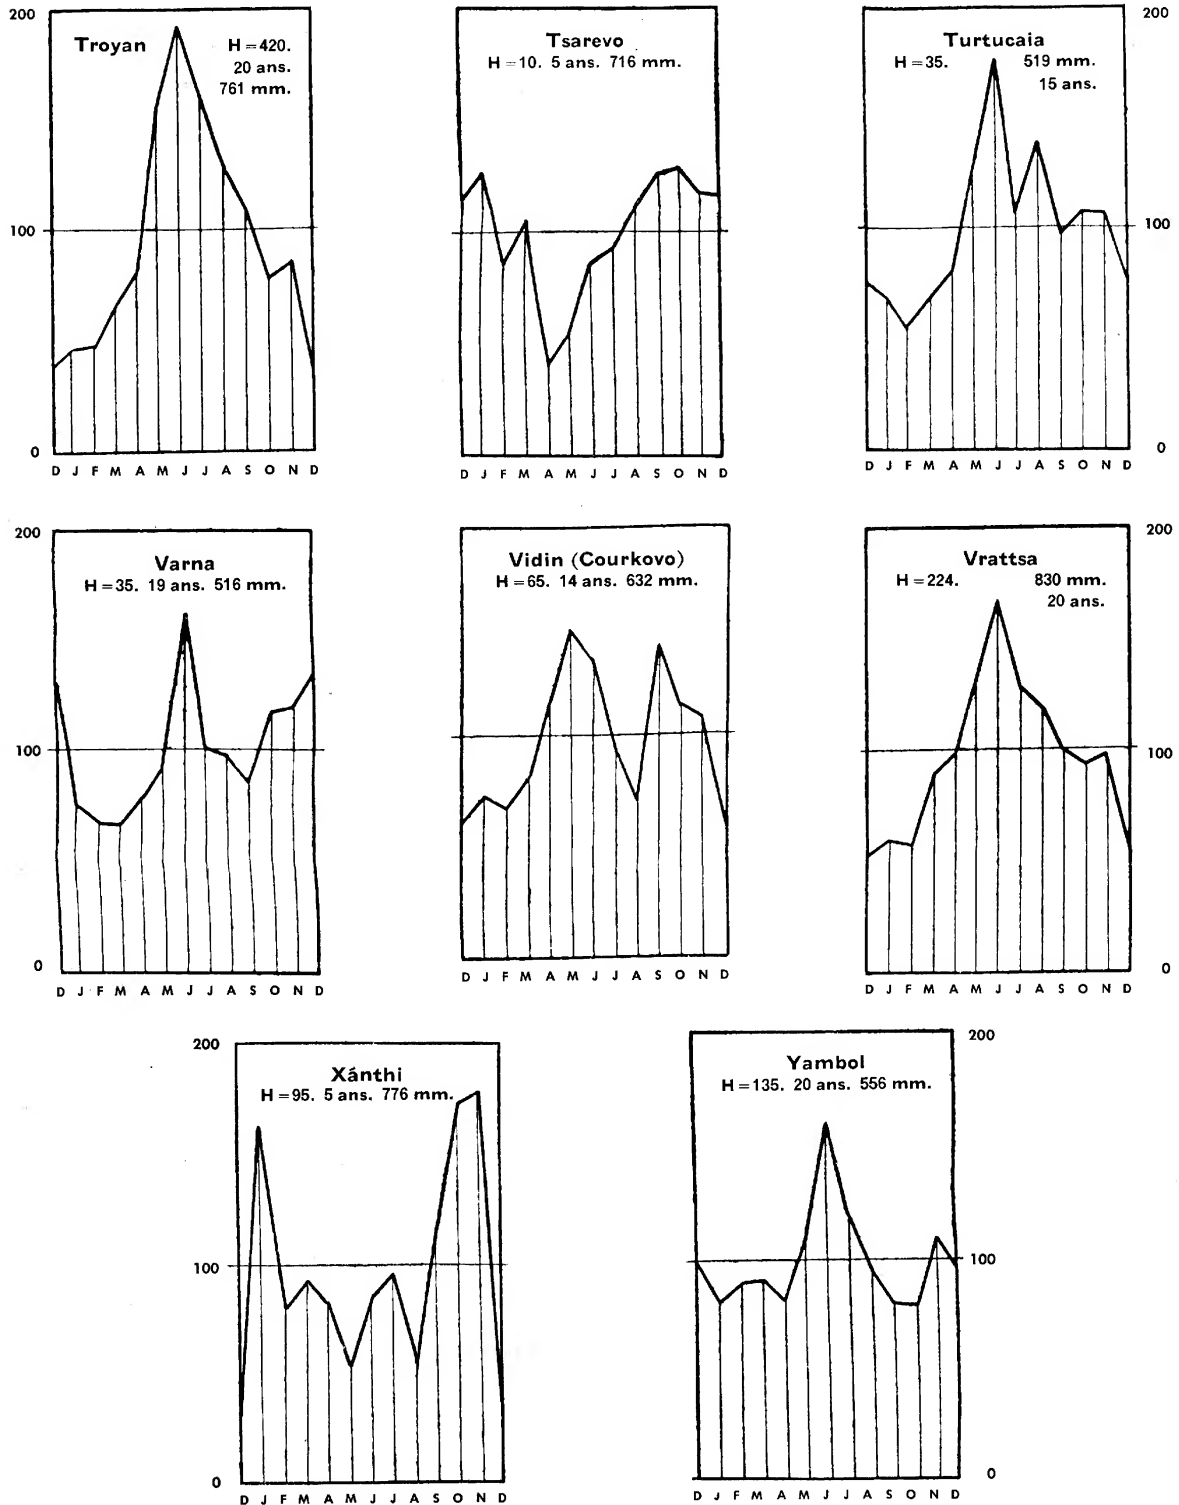 200
Troyan H=420.
20 ans.
761 mm.
100
0
D J F M A M J J A S O N D
Tsarevo
H=10. 5 ans. 716 mm.
D J F M A M J J A S O N D
200
Turtucaia
H=35. 519 mm.
15 ans.
100
0
D J F M A M J J A S O N D
200
Varna
H=35. 19 ans. 516 mm.
100
0
D J F M A M J J A S O N D
Vidin (Courkovo)
H=65. 14 ans. 632 mm.
D J F M A M J J A S O N D
200
Vrattsa
H=224. 830 mm.
20 ans.
100
0
D J F M A M J J A S O N D
200
Xánthi
H=95. 5 ans. 776 mm.
100
0
D J F M A M J J A S O N D
200
Yambol
H=135. 20 ans. 556 mm.
100
0
D J F M A M J J A S O N D